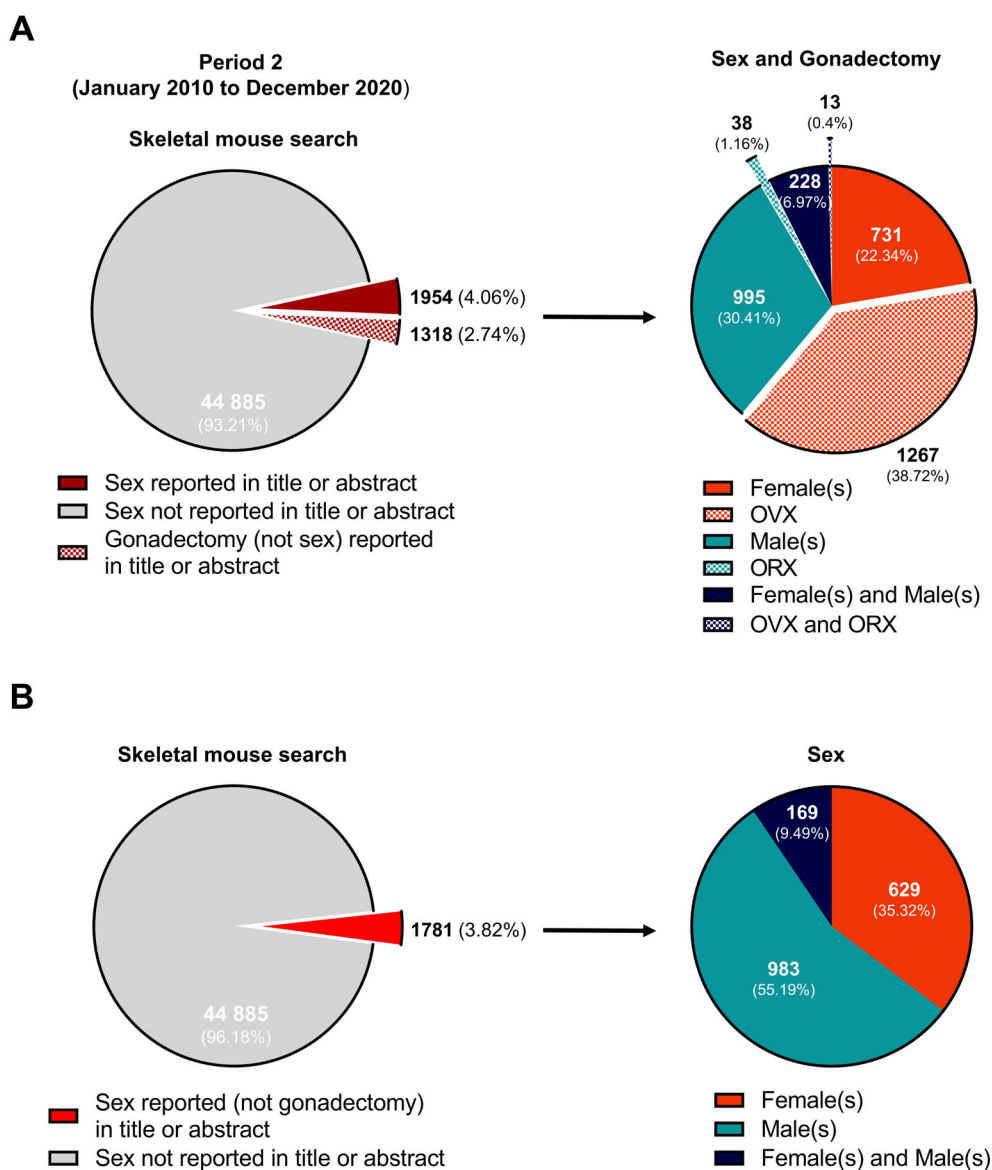 A
Period 2
(January 2010 to December 2020)
Skeletal mouse search
44 885
(93.21%)
1954 (4.06%)
1318 (2.74%)
Sex reported in title or abstract
Sex not reported in title or abstract
Gonadectomy (not sex) reported
in title or abstract
Sex and Gonadectomy
13
(0.4%)
38
(1.16%)
228
(6.97%)
731
(22.34%)
995
(30.41%)
1267
(38.72%)
Female(s)
OVX
Male(s)
ORX
Female(s) and Male(s)
OVX and ORX
B
Skeletal mouse search
1781 (3.82%)
44 885
(96.18%)
Sex reported (not gonadectomy)
in title or abstract
Sex not reported in title or abstract
Sex
169
(9.49%)
629
(35.32%)
983
(55.19%)
Female(s)
Male(s)
Female(s) and Male(s)